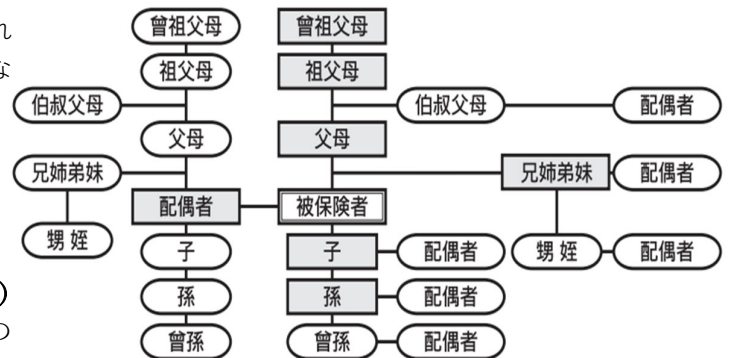 れ
な
)
つ
曾祖父母 曾祖父母
祖父母 祖父母
伯叔父母 伯叔父母 配偶者
父母 父母
兄姉弟妹 兄姉弟妹 配偶者
配偶者 被保険者
甥 姪 子 子 配偶者 甥 姪 配偶者
孫 孫 配偶者
曾孫 曾孫 配偶者